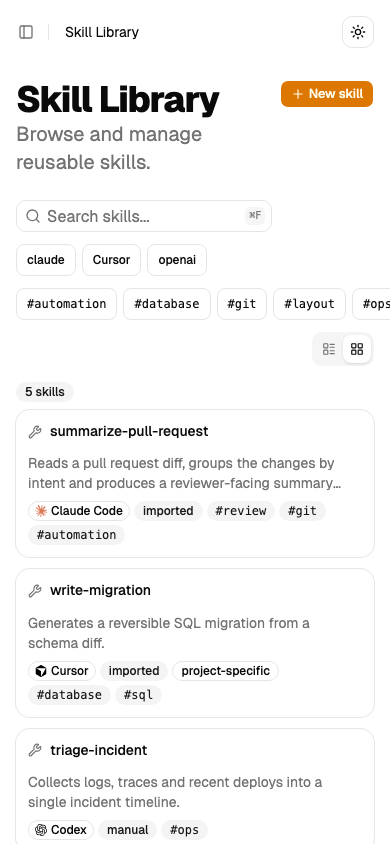 Skill Library
Skill Library
New skill
Browse and manage
reusable skills.
Search skills… ⌘F
claude Cursor openai
#automation #database #git #layout #ops
5 skills
summarize-pull-request
Reads a pull request diff, groups the changes by
intent and produces a reviewer-facing summary…
Claude Code imported #review #git
#automation
write-migration
Generates a reversible SQL migration from a
schema diff.
Cursor imported project-specific
#database #sql
triage-incident
Collects logs, traces and recent deploys into a
single incident timeline.
Codex manual #ops